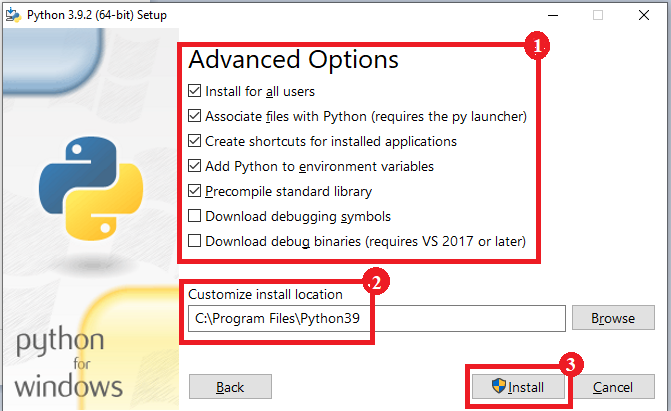 Python 3.9.2 (64-bit) Setup
1
Advanced Options
Install for all users
Associate files with Python (requires the py launcher)
Create shortcuts for installed applications
Add Python to environment variables
Precompile standard library
Download debugging symbols
Download debug binaries (requires VS 2017 or later)
2
Customize install location
C:\Program Files\Python39
Browse
python
for
windows
3
Back
Install
Cancel